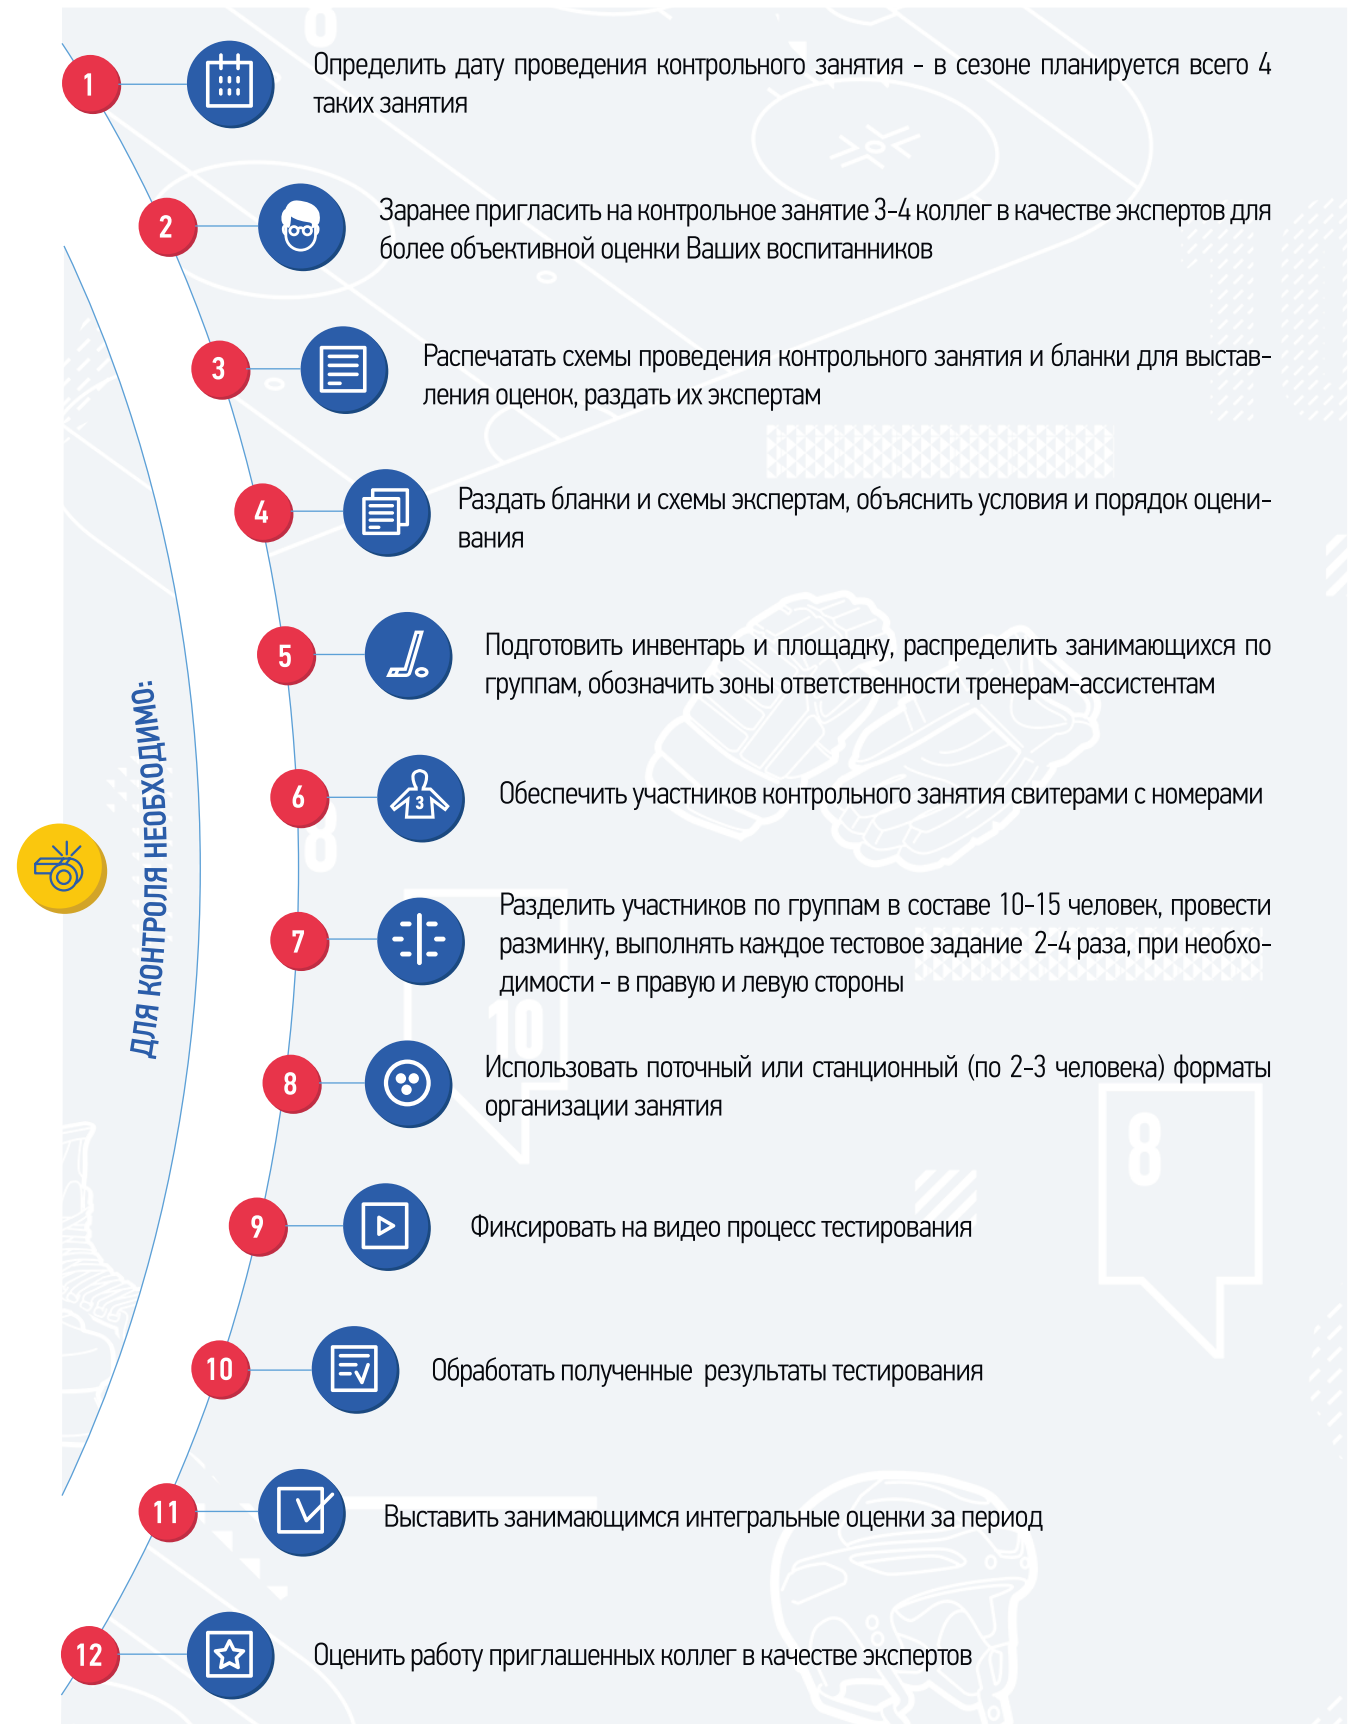 ДЛЯ КОНТРОЛЯ НЕОБХОДИМО:
1
Определить дату проведения контрольного занятия - в сезоне планируется всего 4
таких занятия
2
Заранее пригласить на контрольное занятие 3-4 коллег в качестве экспертов для
более объективной оценки Ваших воспитанников
3
Распечатать схемы проведения контрольного занятия и бланки для выстав-
ления оценок, раздать их экспертам
4
Раздать бланки и схемы экспертам, объяснить условия и порядок оцени-
вания
5
Подготовить инвентарь и площадку, распределить занимающихся по
группам, обозначить зоны ответственности тренерам-ассистентам
6
3
Обеспечить участников контрольного занятия свитерами с номерами
7
Разделить участников по группам в составе 10-15 человек, провести
разминку, выполнять каждое тестовое задание 2-4 раза, при необхо-
димости - в правую и левую стороны
10
8
Использовать поточный или станционный (по 2-3 человека) форматы
организации занятия
8
9
Фиксировать на видео процесс тестирования
10
Обработать полученные результаты тестирования
11
Выставить занимающимся интегральные оценки за период
12
Оценить работу приглашенных коллег в качестве экспертов
8
10
8